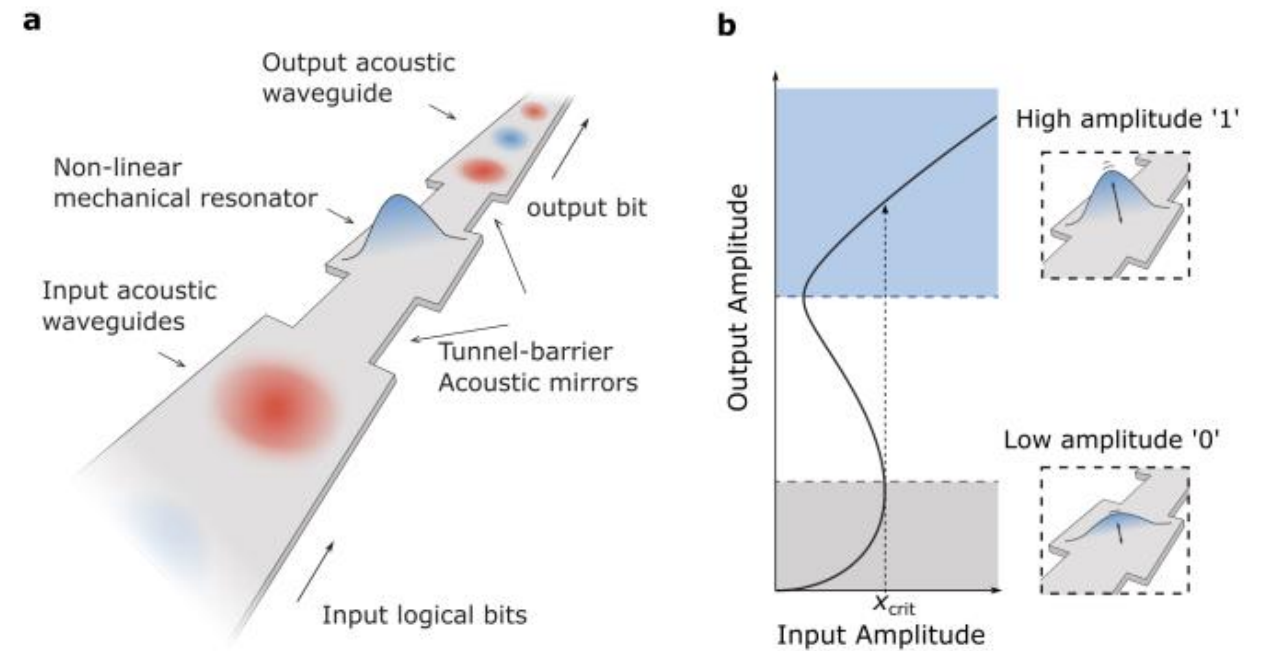 a
Output acoustic
waveguide
Non-linear
mechanical resonator
output bit
Input acoustic
waveguides
Tunnel-barrier
Acoustic mirrors
Input logical bits
b
High amplitude '1'
Output Amplitude
Low amplitude '0'
xcrit
Input Amplitude